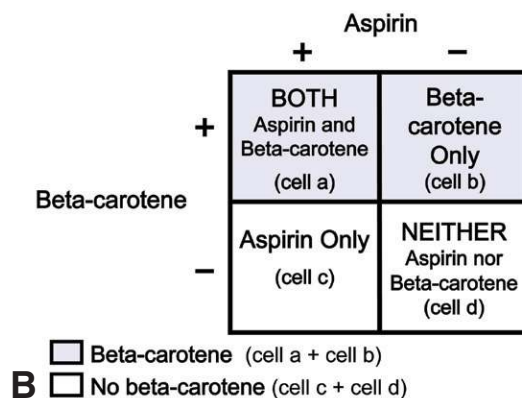 Aspirin
+ −
BOTH
Aspirin and
Beta-carotene
(cell a)
Beta-
carotene
Only
(cell b)
+
Beta-carotene
−
Aspirin Only
(cell c)
NEITHER
Aspirin nor
Beta-carotene
(cell d)
Beta-carotene (cell a + cell b)
B No beta-carotene (cell c + cell d)